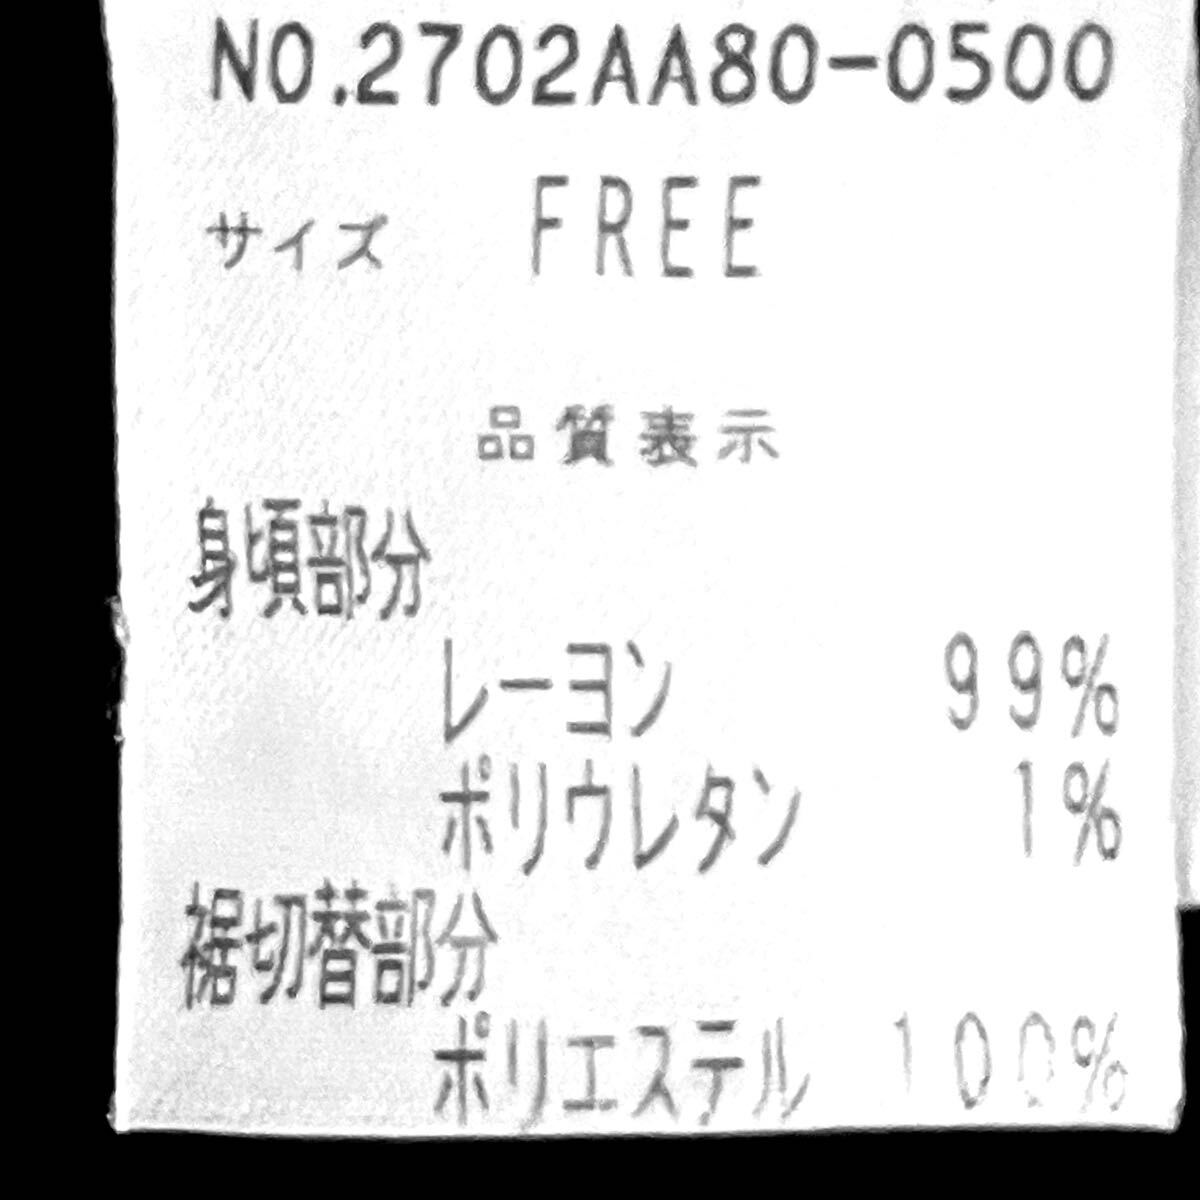 NO.2702AA80-0500
サイズ FREE
品質表示
身頃部分
レーヨン 99%
ポリウレタン 1%
裾切替部分
ポリエステル 100%